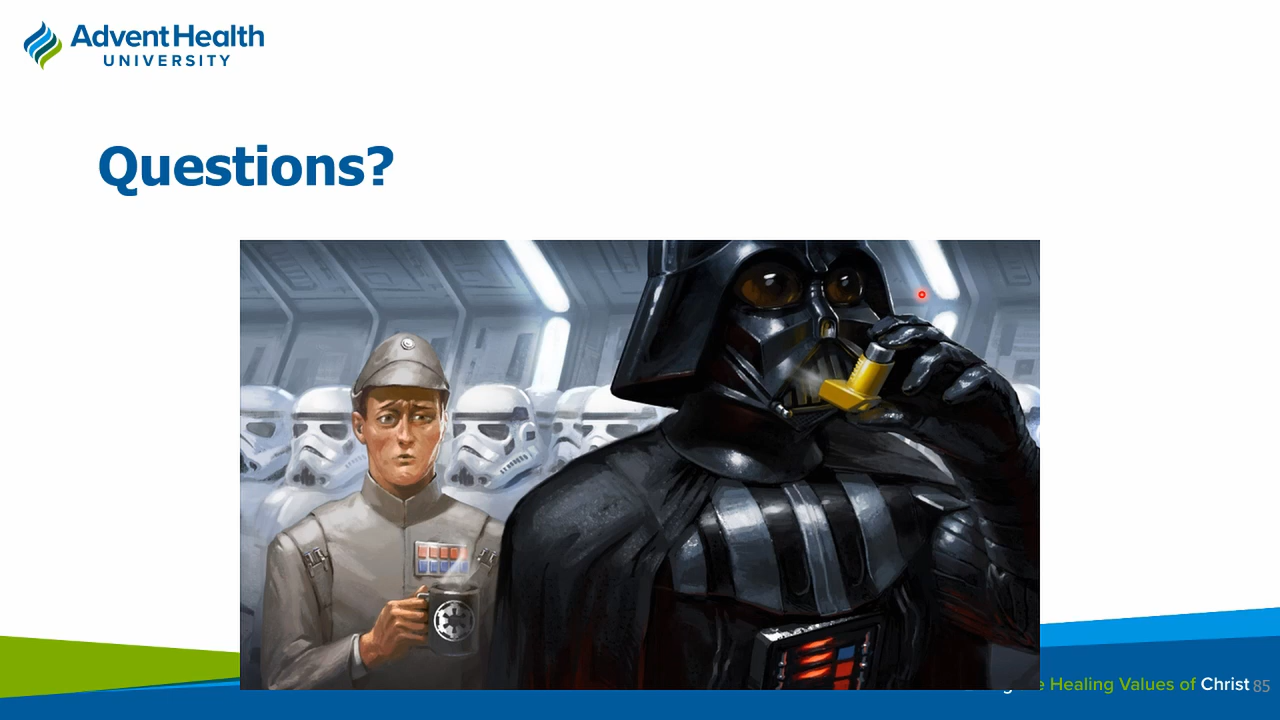 AdventHealth
UNIVERSITY
Questions?
Healing Values of Christ 85